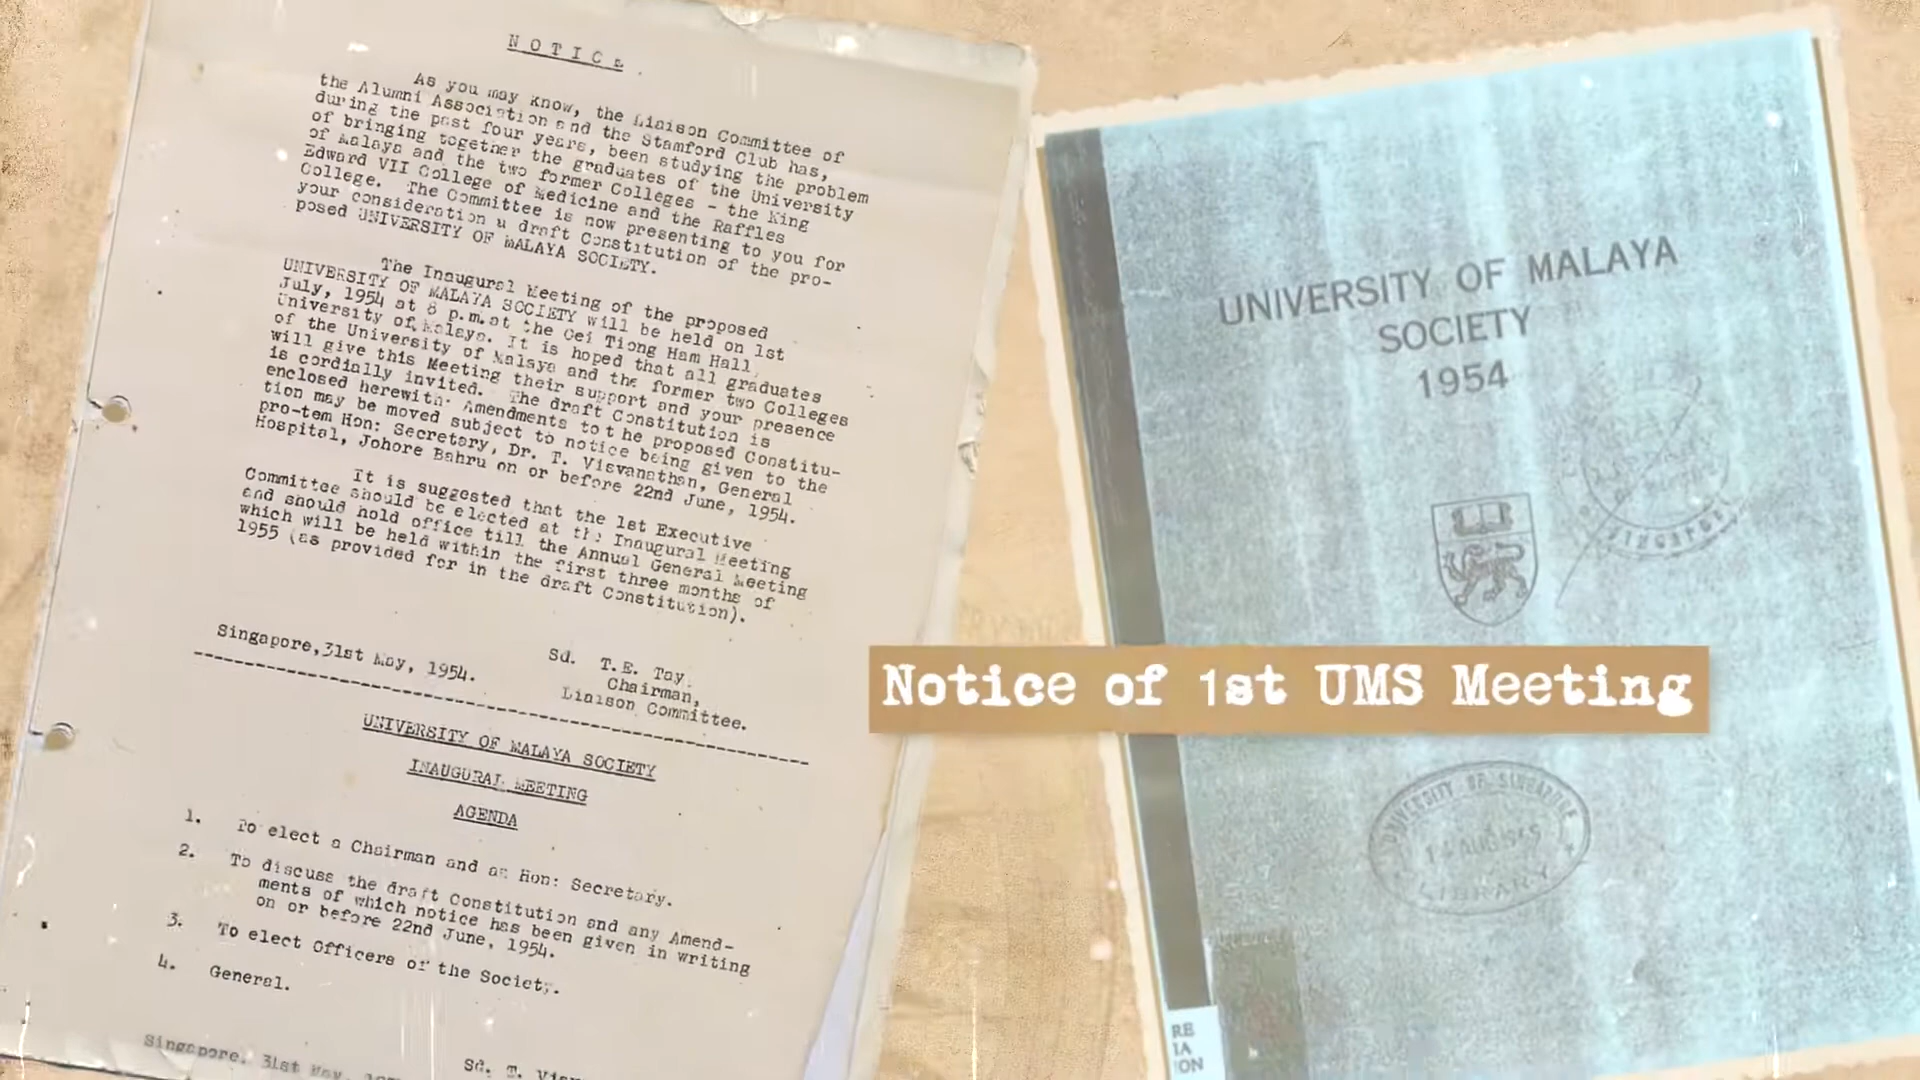 NOTICE.
As you may know, the Liaison Committee of
the Alumni Association and the Stamford Club has,
during the past four years, been studying the problem
of bringing together the graduates of the University
of Malaya and the two former Colleges - the King
Edward VII College of Medicine and the Raffles
College. The Committee is now presenting to you for
your consideration a draft Constitution of the pro-
posed UNIVERSITY OF MALAYA SOCIETY.
The Inaugural Meeting of the proposed
UNIVERSITY OF MALAYA SOCIETY will be held on 1st
July, 1954 at 8 p.m. at the Oei Tiong Ham Hall,
University of Malaya. It is hoped that all graduates
of the University of Malaya and the former two Colleges
will give this Meeting their support and your presence
is cordially invited. The draft Constitution is
enclosed herewith. Amendments to the proposed Constitu-
tion may be moved subject to notice being given to the
pro-tem Hon: Secretary, Dr. T. Visvanathan, General
Hospital, Johore Bahru on or before 22nd June, 1954.
It is suggested that the 1st Executive
Committee should be elected at the Inaugural Meeting
and should hold office till the Annual General Meeting
which will be held within the first three months of
1955 (as provided for in the draft Constitution).
Singapore, 31st May, 1954.
Sd. T.E. Tay.
Chairman,
Liaison Committee.
UNIVERSITY OF MALAYA SOCIETY
INAUGURAL MEETING
AGENDA
1. To elect a Chairman and an Hon: Secretary.
2. To discuss the draft Constitution and any Amend-
ments of which notice has been given in writing
on or before 22nd June, 1954.
3. To elect Officers of the Society.
4. General.
Singapore, 31st May,
Sd. T.
UNIVERSITY OF MALAYA
SOCIETY
1954
SINGAPORE
Notice of 1st UMS Meeting
UNIVERSITY OF SINGAPORE
AUG
LIBRARY
RE
IA
ION